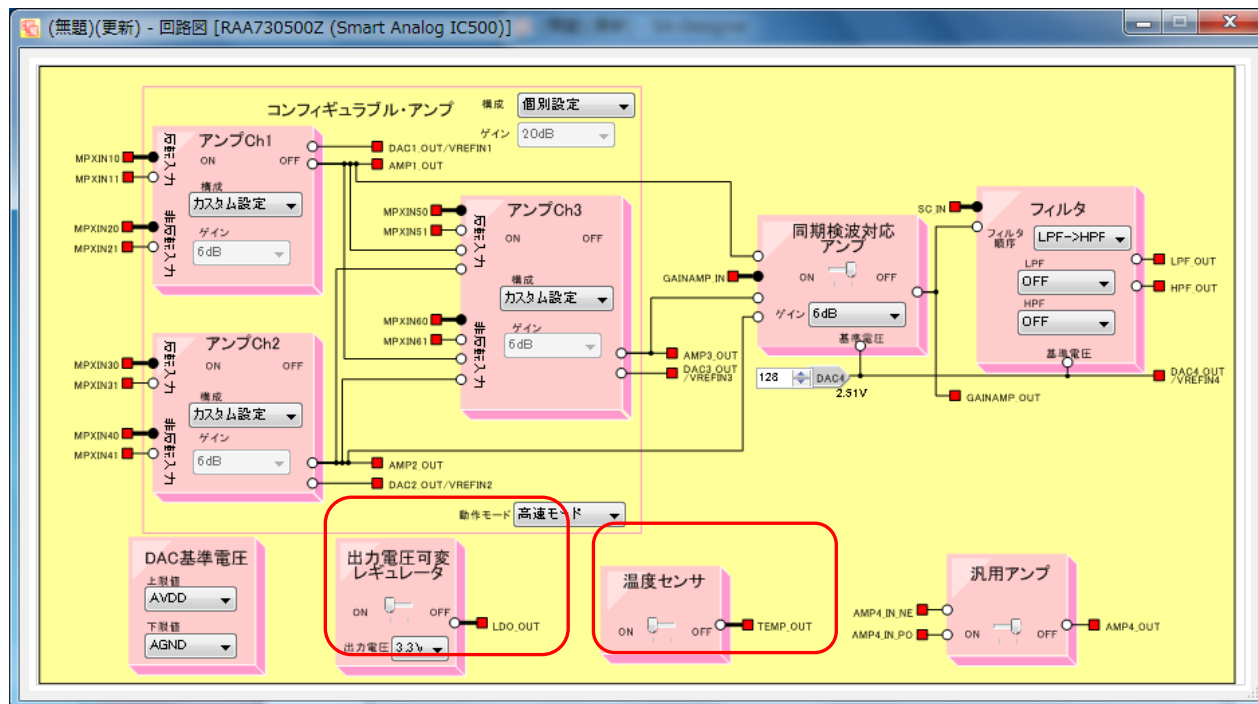 (無題)(更新) - 回路図 [RAA730500Z (Smart Analog IC500)]
コンフィギュラブル・アンプ
構成 個別設定
ゲイン 20dB
アンプCh1
ON OFF
反転入力
非反転入力
構成
カスタム設定
ゲイン
6dB
MPXIN10
MPXIN11
MPXIN20
MPXIN21
DAC1_OUT/VREFIN1
AMP1_OUT
アンプCh2
ON OFF
反転入力
非反転入力
構成
カスタム設定
ゲイン
6dB
MPXIN30
MPXIN31
MPXIN40
MPXIN41
AMP2_OUT
DAC2_OUT/VREFIN2
アンプCh3
ON OFF
反転入力
非反転入力
構成
カスタム設定
ゲイン
6dB
MPXIN50
MPXIN51
MPXIN60
MPXIN61
AMP3_OUT
DAC3_OUT
/VREFIN3
動作モード 高速モード
同期検波対応
アンプ
ON OFF
ゲイン 6dB
基準電圧
GAINAMP_IN
128 DAC4
2.51V
GAINAMP_OUT
SC_IN
フィルタ
フィルタ
順序
LPF->HPF
LPF
OFF
HPF
OFF
基準電圧
LPF_OUT
HPF_OUT
DAC4_OUT
/VREFIN4
DAC基準電圧
上限値
AVDD
下限値
AGND
出力電圧可変
レギュレータ
ON OFF
出力電圧 3.3V
LDO_OUT
温度センサ
ON OFF
TEMP_OUT
汎用アンプ
ON OFF
AMP4_IN_NE
AMP4_IN_PO
AMP4_OUT